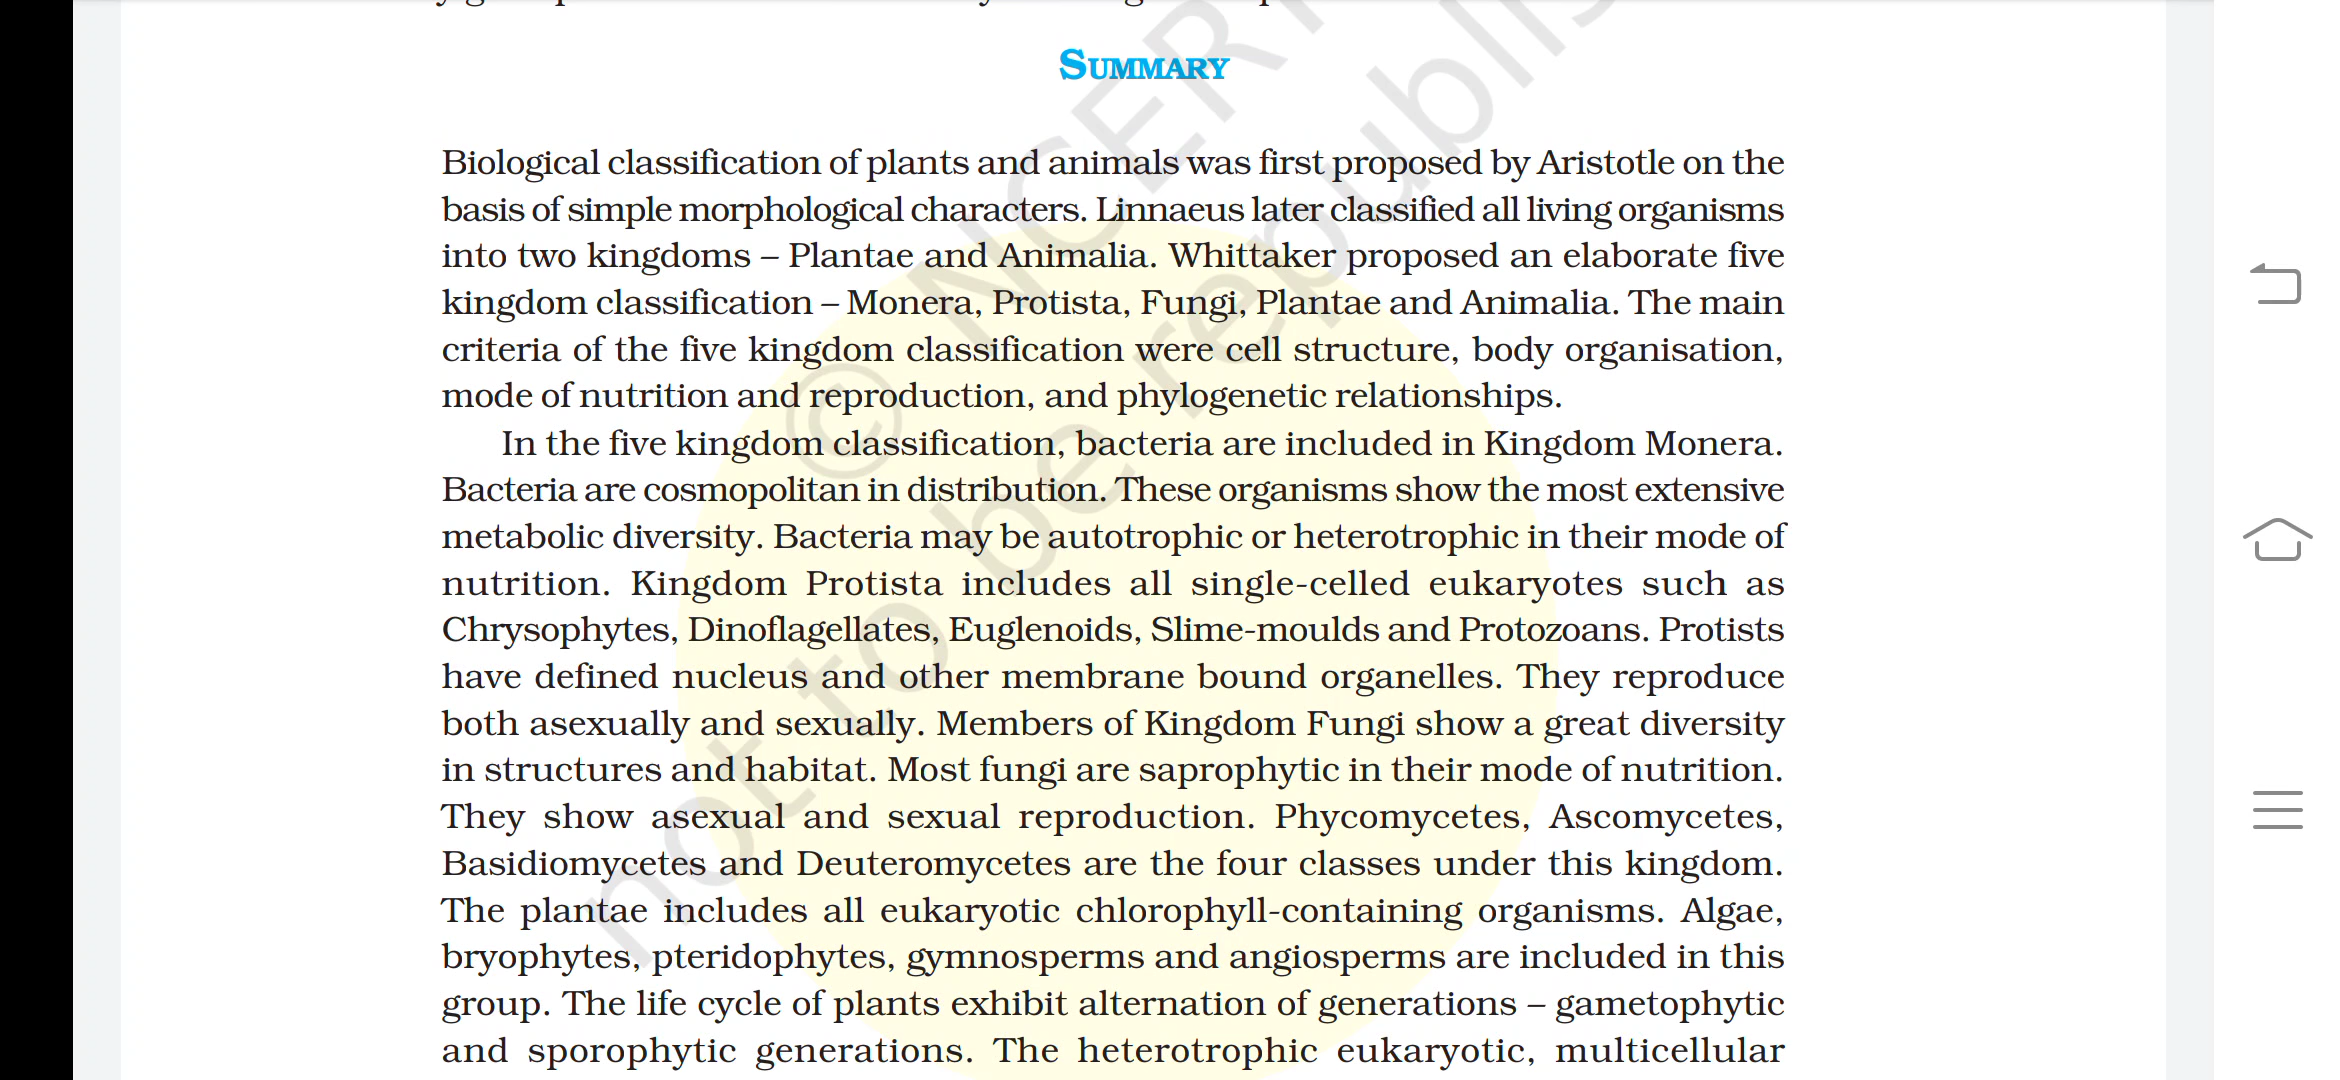 SUMMARY
Biological classification of plants and animals was first proposed by Aristotle on the
basis of simple morphological characters. Linnaeus later classified all living organisms
into two kingdoms – Plantae and Animalia. Whittaker proposed an elaborate five
kingdom classification – Monera, Protista, Fungi, Plantae and Animalia. The main
criteria of the five kingdom classification were cell structure, body organisation,
mode of nutrition and reproduction, and phylogenetic relationships.
In the five kingdom classification, bacteria are included in Kingdom Monera.
Bacteria are cosmopolitan in distribution. These organisms show the most extensive
metabolic diversity. Bacteria may be autotrophic or heterotrophic in their mode of
nutrition. Kingdom Protista includes all single-celled eukaryotes such as
Chrysophytes, Dinoflagellates, Euglenoids, Slime-moulds and Protozoans. Protists
have defined nucleus and other membrane bound organelles. They reproduce
both asexually and sexually. Members of Kingdom Fungi show a great diversity
in structures and habitat. Most fungi are saprophytic in their mode of nutrition.
They show asexual and sexual reproduction. Phycomycetes, Ascomycetes,
Basidiomycetes and Deuteromycetes are the four classes under this kingdom.
The plantae includes all eukaryotic chlorophyll-containing organisms. Algae,
bryophytes, pteridophytes, gymnosperms and angiosperms are included in this
group. The life cycle of plants exhibit alternation of generations – gametophytic
and sporophytic generations. The heterotrophic eukaryotic, multicellular
© NCERT
not to be